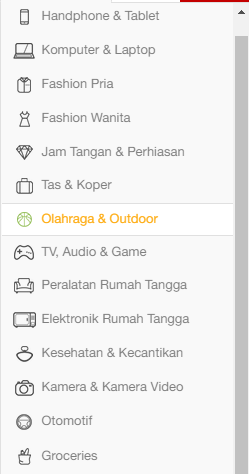 Handphone & Tablet
Komputer & Laptop
Fashion Pria
Fashion Wanita
Jam Tangan & Perhiasan
Tas & Koper
Olahraga & Outdoor
TV, Audio & Game
Peralatan Rumah Tangga
Elektronik Rumah Tangga
Kesehatan & Kecantikan
Kamera & Kamera Video
Otomotif
Groceries